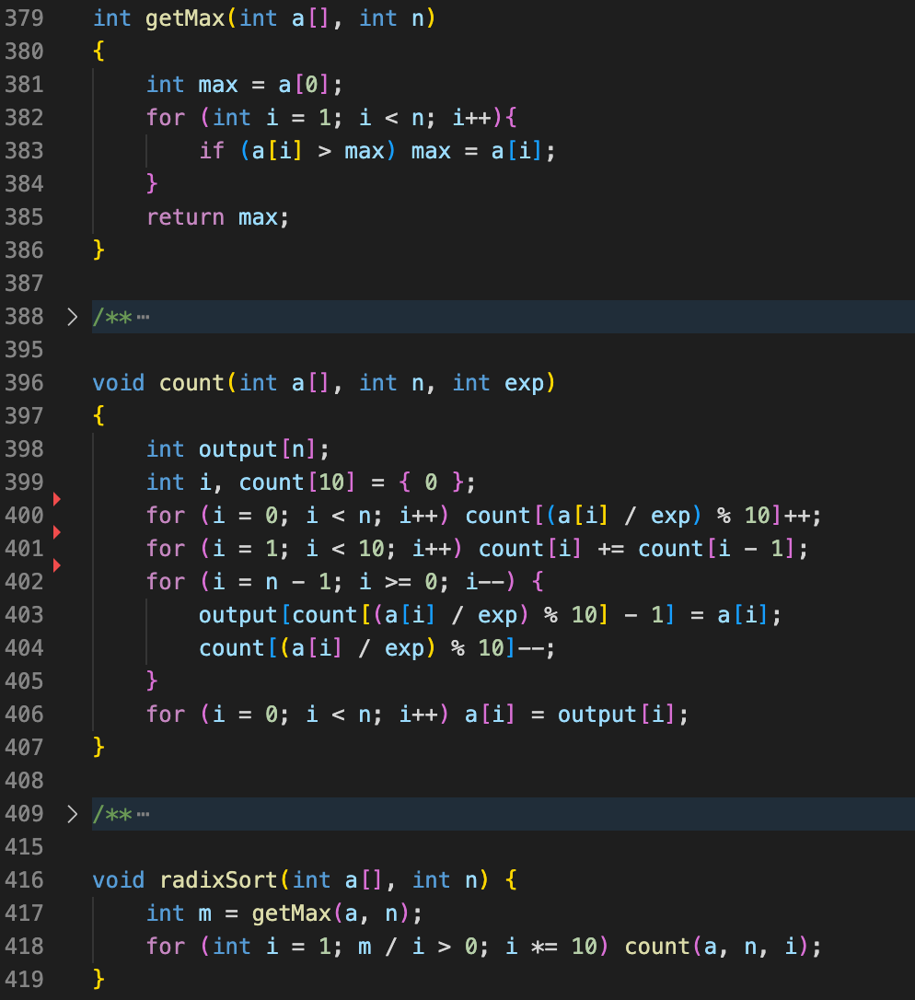 379 int getMax(int a[], int n)
380 {
381 int max = a[0];
382 for (int i = 1; i < n; i++){
383 if (a[i] > max) max = a[i];
384 }
385 return max;
386 }
387
388 /** ⋯
395
396 void count(int a[], int n, int exp)
397 {
398 int output[n];
399 int i, count[10] = { 0 };
400 for (i = 0; i < n; i++) count[(a[i] / exp) % 10]++;
401 for (i = 1; i < 10; i++) count[i] += count[i - 1];
402 for (i = n - 1; i >= 0; i--) {
403 output[count[(a[i] / exp) % 10] - 1] = a[i];
404 count[(a[i] / exp) % 10]--;
405 }
406 for (i = 0; i < n; i++) a[i] = output[i];
407 }
408
409 /** ⋯
415
416 void radixSort(int a[], int n) {
417 int m = getMax(a, n);
418 for (int i = 1; m / i > 0; i *= 10) count(a, n, i);
419 }